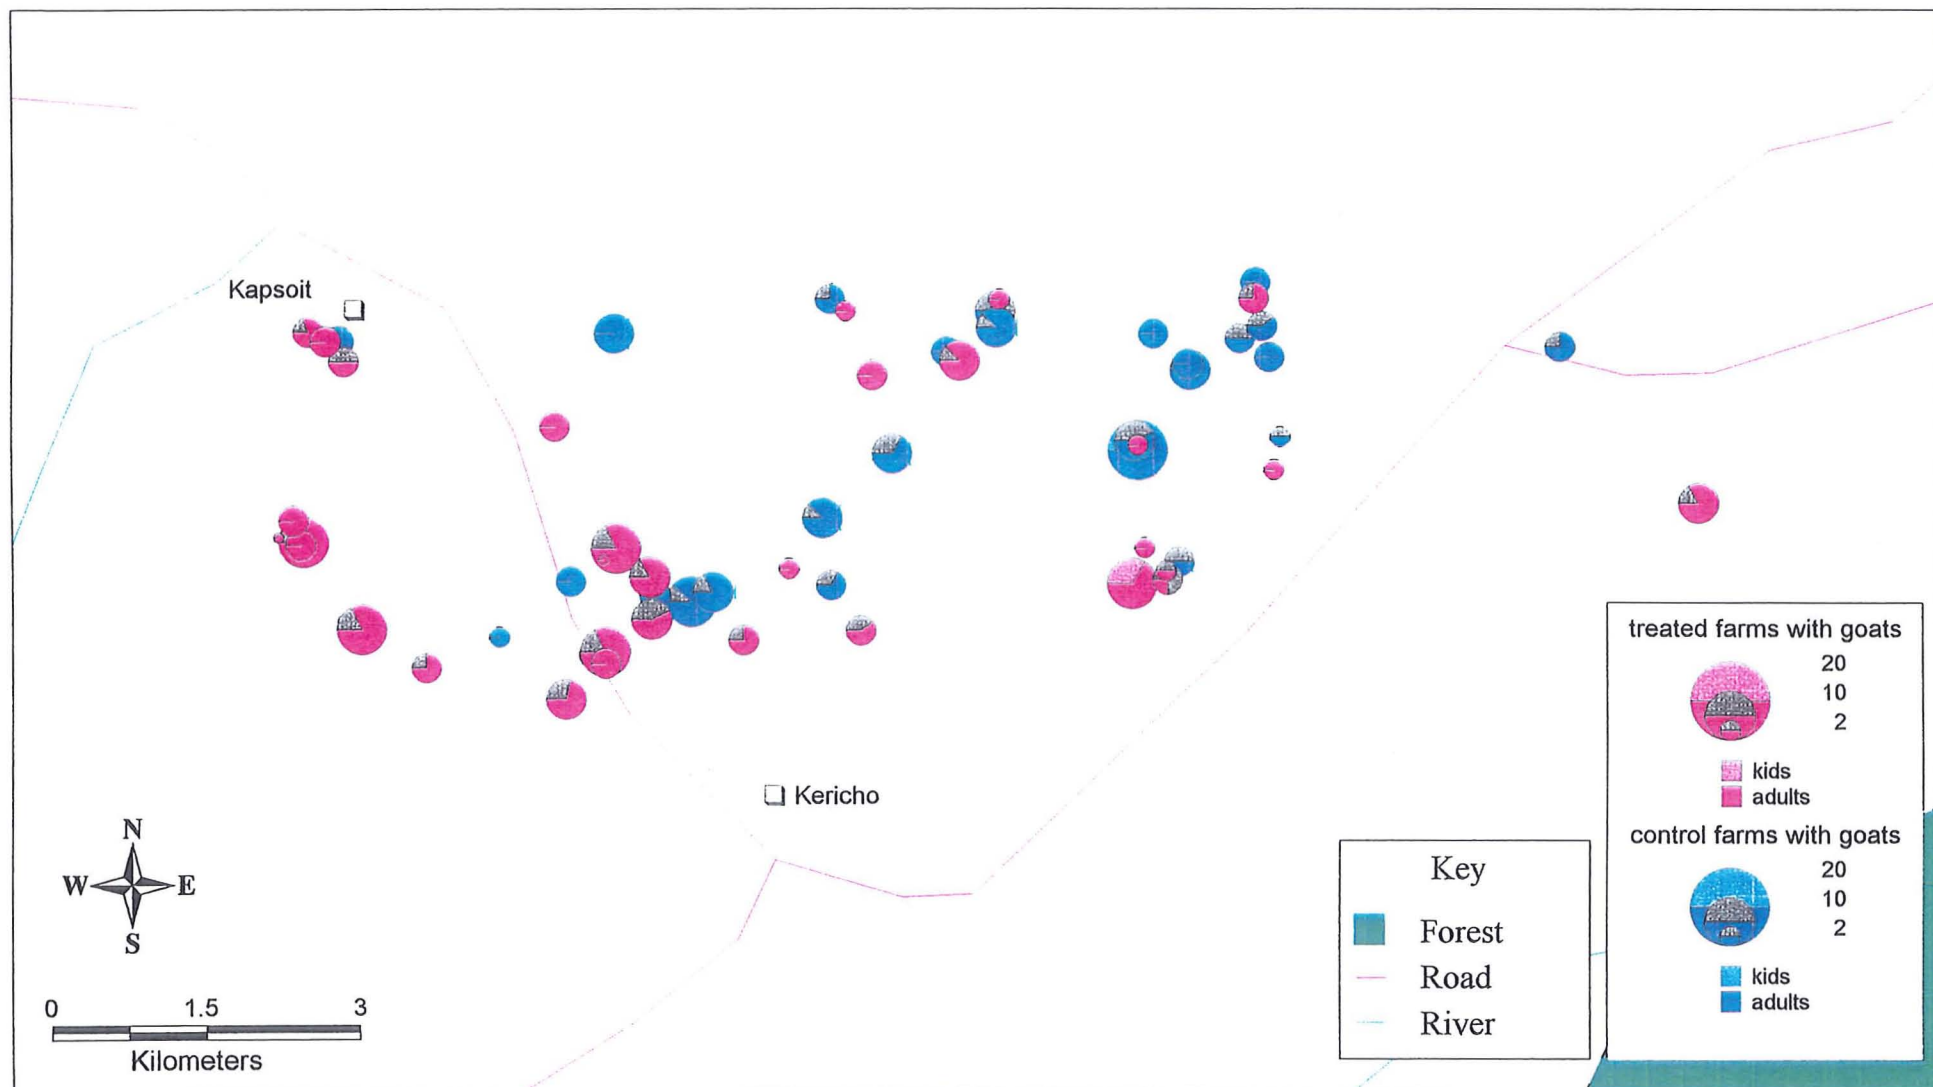 Kapsoit
Kericho
N
W E
S
0 1.5 3
Kilometers
Key
Forest
Road
River
treated farms with goats
20
10
2
kids
adults
control farms with goats
20
10
2
kids
adults